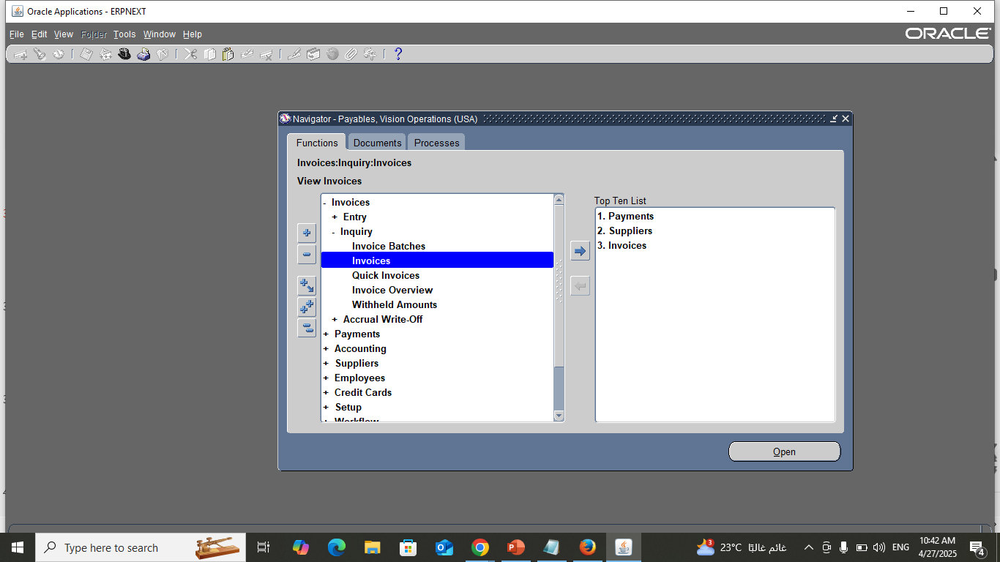 Oracle Applications - ERPNEXT
File Edit View Folder Tools Window Help
ORACLE
Navigator - Payables, Vision Operations (USA)
Functions Documents Processes
Invoices:Inquiry:Invoices
View Invoices
- Invoices
+ Entry
- Inquiry
Invoice Batches
Invoices
Quick Invoices
Invoice Overview
Withheld Amounts
+ Accrual Write-Off
+ Payments
+ Accounting
+ Suppliers
+ Employees
+ Credit Cards
+ Setup
+ Workflow
Top Ten List
1. Payments
2. Suppliers
3. Invoices
Open
Type here to search
3
23°C غائم غالبًا
ENG
10:42 AM
4/27/2025
4